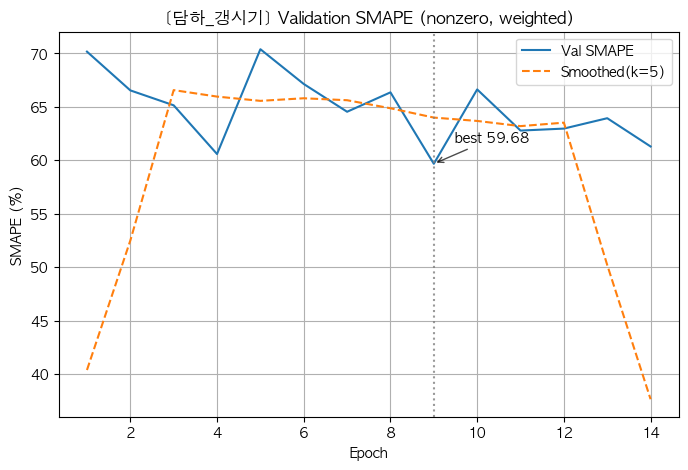 [담하_갱시기] Validation SMAPE (nonzero, weighted)
Val SMAPE
Smoothed(k=5)
best 59.68
SMAPE (%)
70
65
60
55
50
45
40
2
4
6
8
10
12
14
Epoch